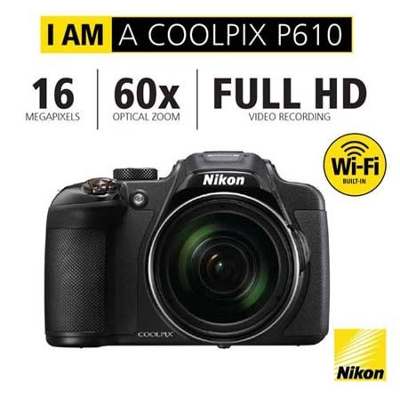 I AM A COOLPIX P610
16 60x FULL HD
MEGAPIXELS OPTICAL ZOOM VIDEO RECORDING
Wi-Fi
BUILT-IN
Nikon
COOLPIX
Nikon